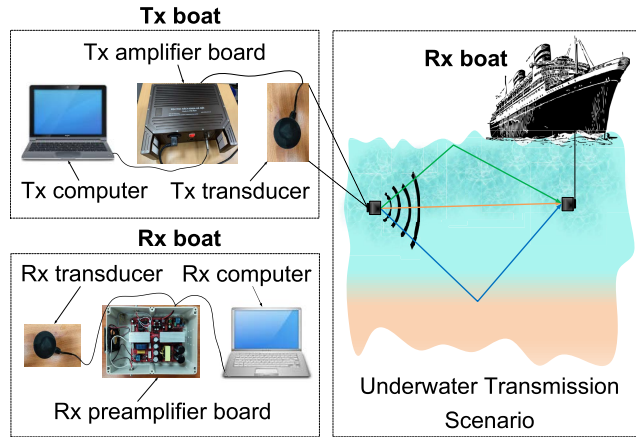 Tx boat
Tx amplifier board
Tx computer
Tx transducer
Rx boat
Rx transducer
Rx computer
Rx preamplifier board
Rx boat
Underwater Transmission
Scenario